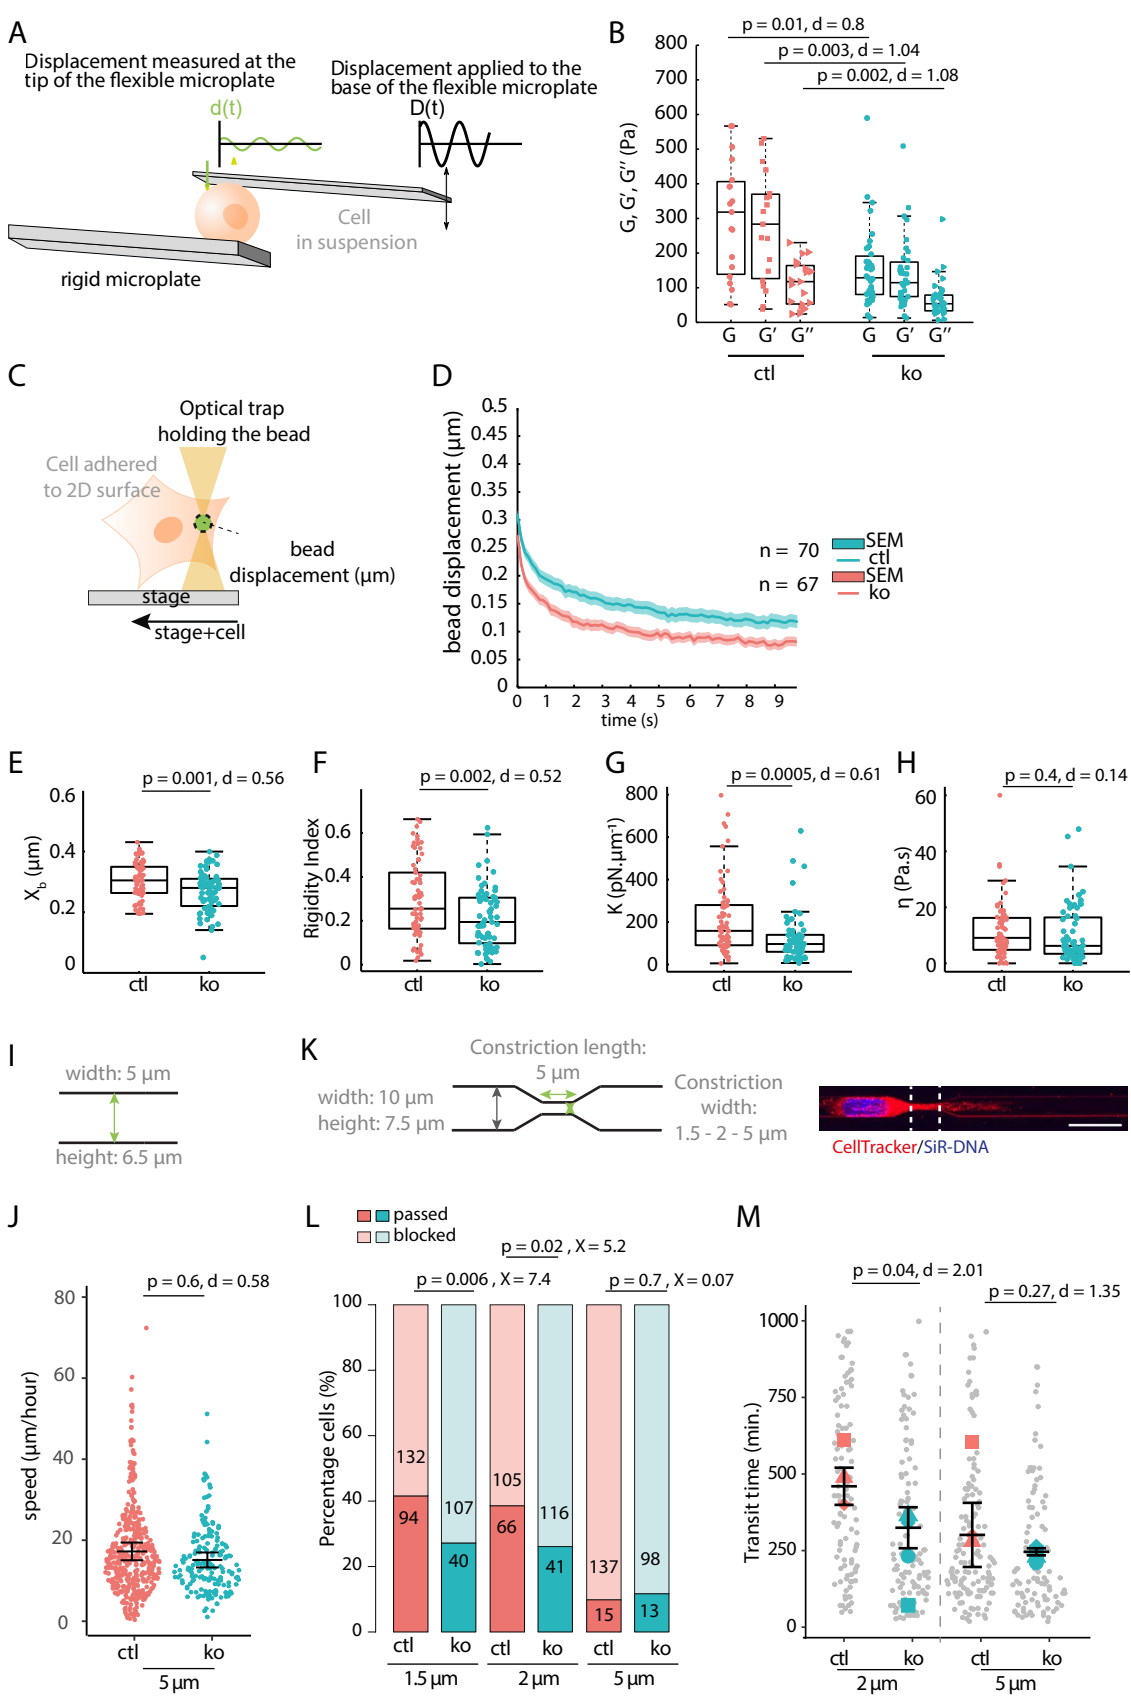 A
Displacement measured at the
tip of the flexible microplate
d(t)
Displacement applied to the
base of the flexible microplate
D(t)
Cell
in suspension
rigid microplate
B
p = 0.01, d = 0.8
p = 0.003, d = 1.04
p = 0.002, d = 1.08
G, G′, G′′ (Pa)
800
700
600
500
400
300
200
100
0
G G′ G′′ G G′ G′′
ctl ko
C
Optical trap
holding the bead
Cell adhered
to 2D surface
bead
displacement (µm)
stage
stage+cell
D
bead displacement (µm)
0.5
0.45
0.4
0.35
0.3
0.25
0.2
0.15
0.1
0.05
0
0 1 2 3 4 5 6 7 8 9
time (s)
n = 70
SEM
ctl
n = 67
SEM
ko
E
p = 0.001, d = 0.56
X_b (µm)
0.6
0.4
0.2
0
ctl ko
F
p = 0.002, d = 0.52
Rigidity Index
0.6
0.4
0.2
0
ctl ko
G
p = 0.0005, d = 0.61
K (pN.µm⁻¹)
800
600
400
200
0
ctl ko
H
p = 0.4, d = 0.14
η (Pa.s)
60
40
20
0
ctl ko
I
width: 5 µm
height: 6.5 µm
K
Constriction length:
5 µm
width: 10 µm
height: 7.5 µm
Constriction
width:
1.5 - 2 - 5 µm
CellTracker/SiR-DNA
J
p = 0.6, d = 0.58
speed (µm/hour)
80
60
40
20
0
ctl ko
5 µm
L
passed
blocked
p = 0.02 , X = 5.2
p = 0.006 , X = 7.4
p = 0.7, X = 0.07
Percentage cells (%)
100
80
60
40
20
0
132
94
107
40
105
66
116
41
137
15
98
13
ctl ko ctl ko ctl ko
1.5 µm 2 µm 5 µm
M
p = 0.04, d = 2.01
p = 0.27, d = 1.35
Transit time (min.)
1000
750
500
250
0
ctl ko ctl ko
2 µm 5 µm